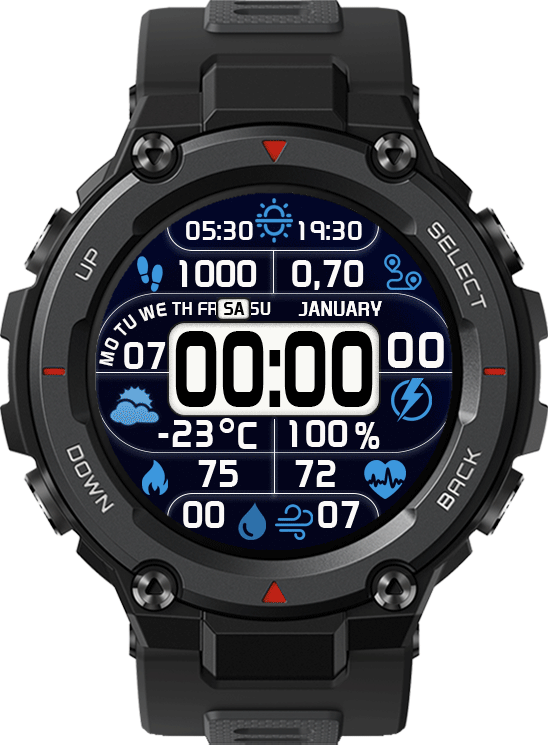 05:30 19:30
1000 0,70
MO TU WE TH FR SA SU JANUARY
07 00:00 00
-23°C 100%
75 72
00 07
UP
SELECT
DOWN
BACK